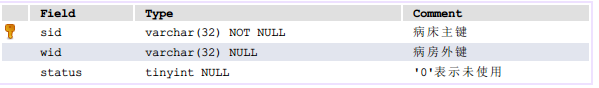 Field Type Comment
sid varchar(32) NOT NULL 病床主键
wid varchar(32) NULL 病房外键
status tinyint NULL '0'表示未使用